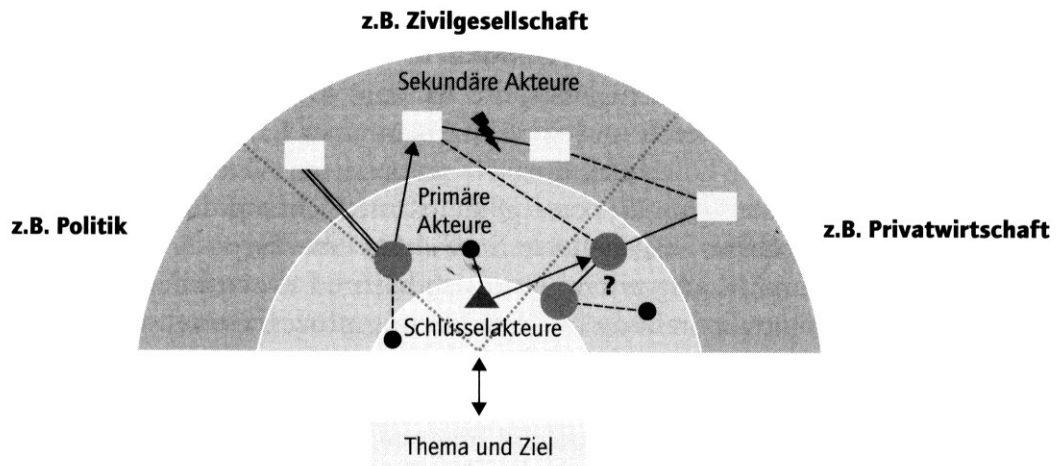 z.B. Zivilgesellschaft
Sekundäre Akteure
Primäre
Akteure
z.B. Politik
z.B. Privatwirtschaft
?
Schlüsselakteure
Thema und Ziel